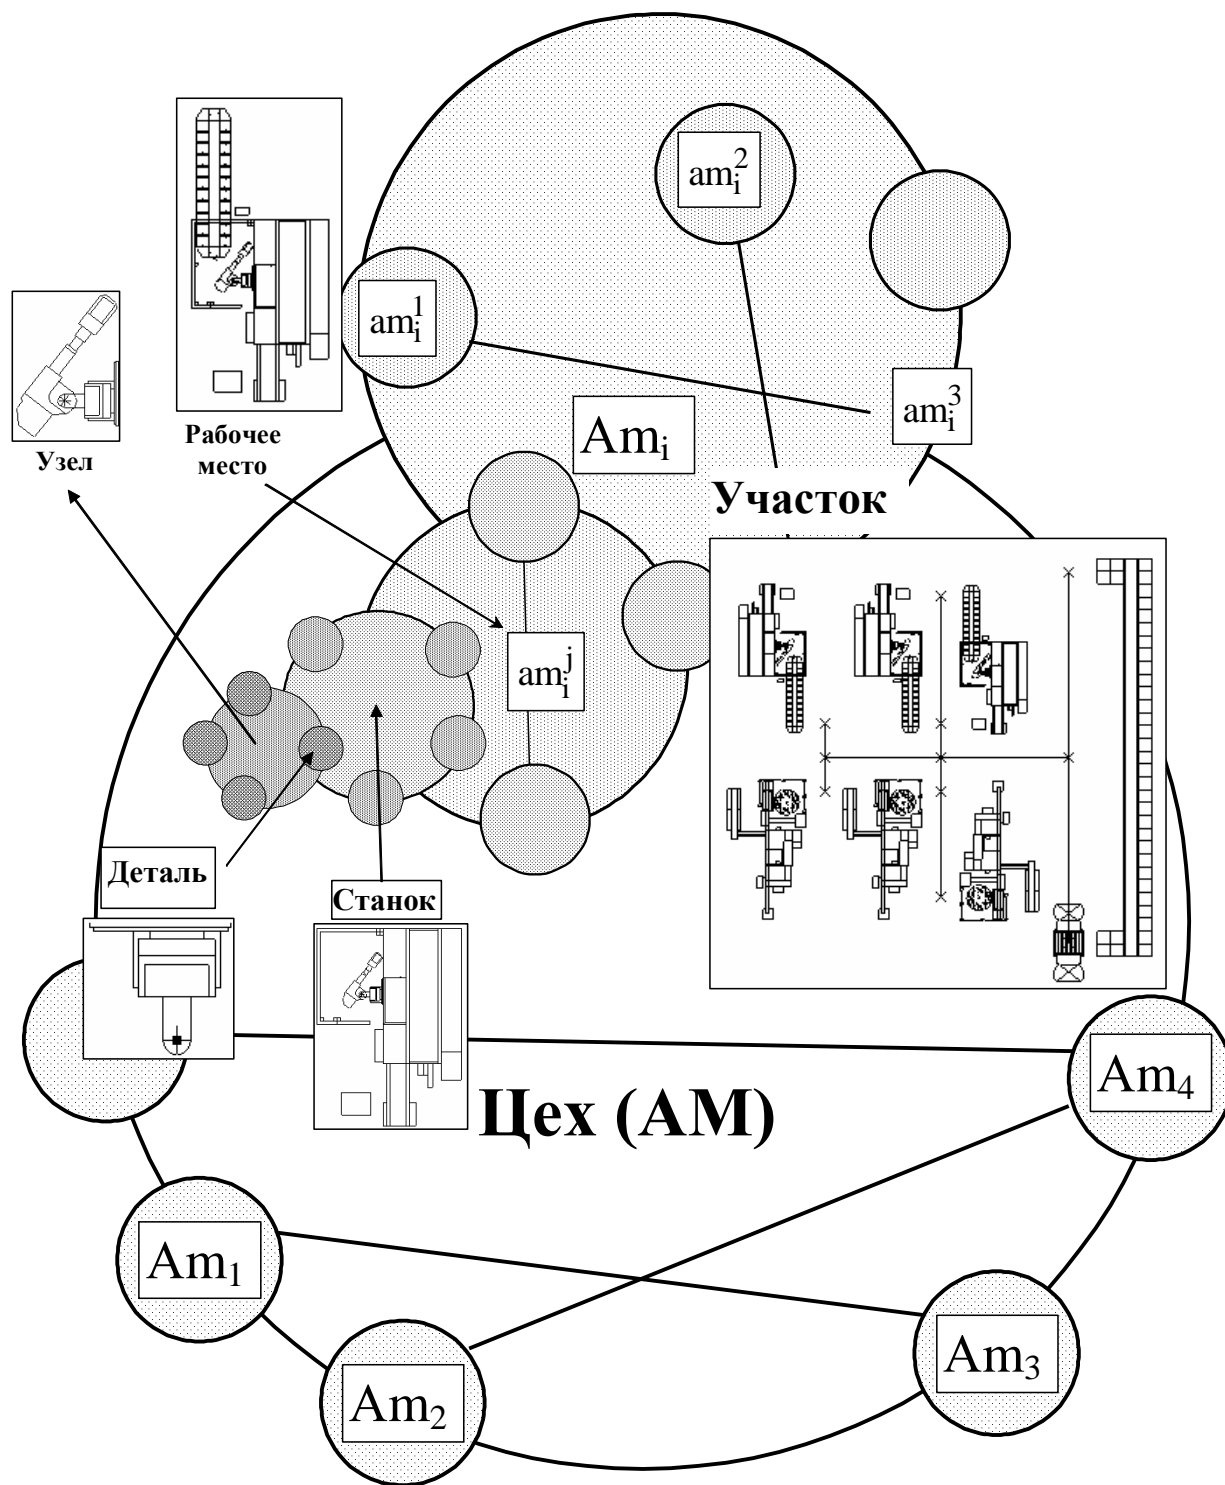 am_i^2
am_i^1
am_i^3
Am_i
Рабочее
место
Узел
Участок
am_i^j
Деталь
Станок
Цех (АМ)
Am_4
Am_1
Am_3
Am_2